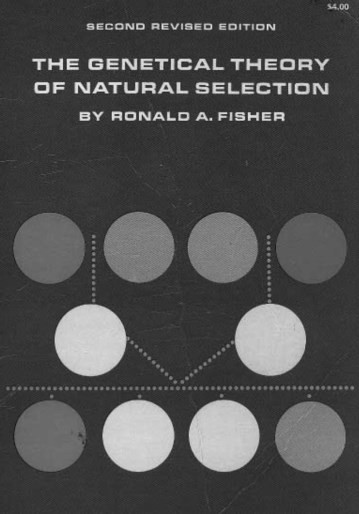 $4.00
SECOND REVISED EDITION
THE GENETICAL THEORY
OF NATURAL SELECTION
BY RONALD A. FISHER